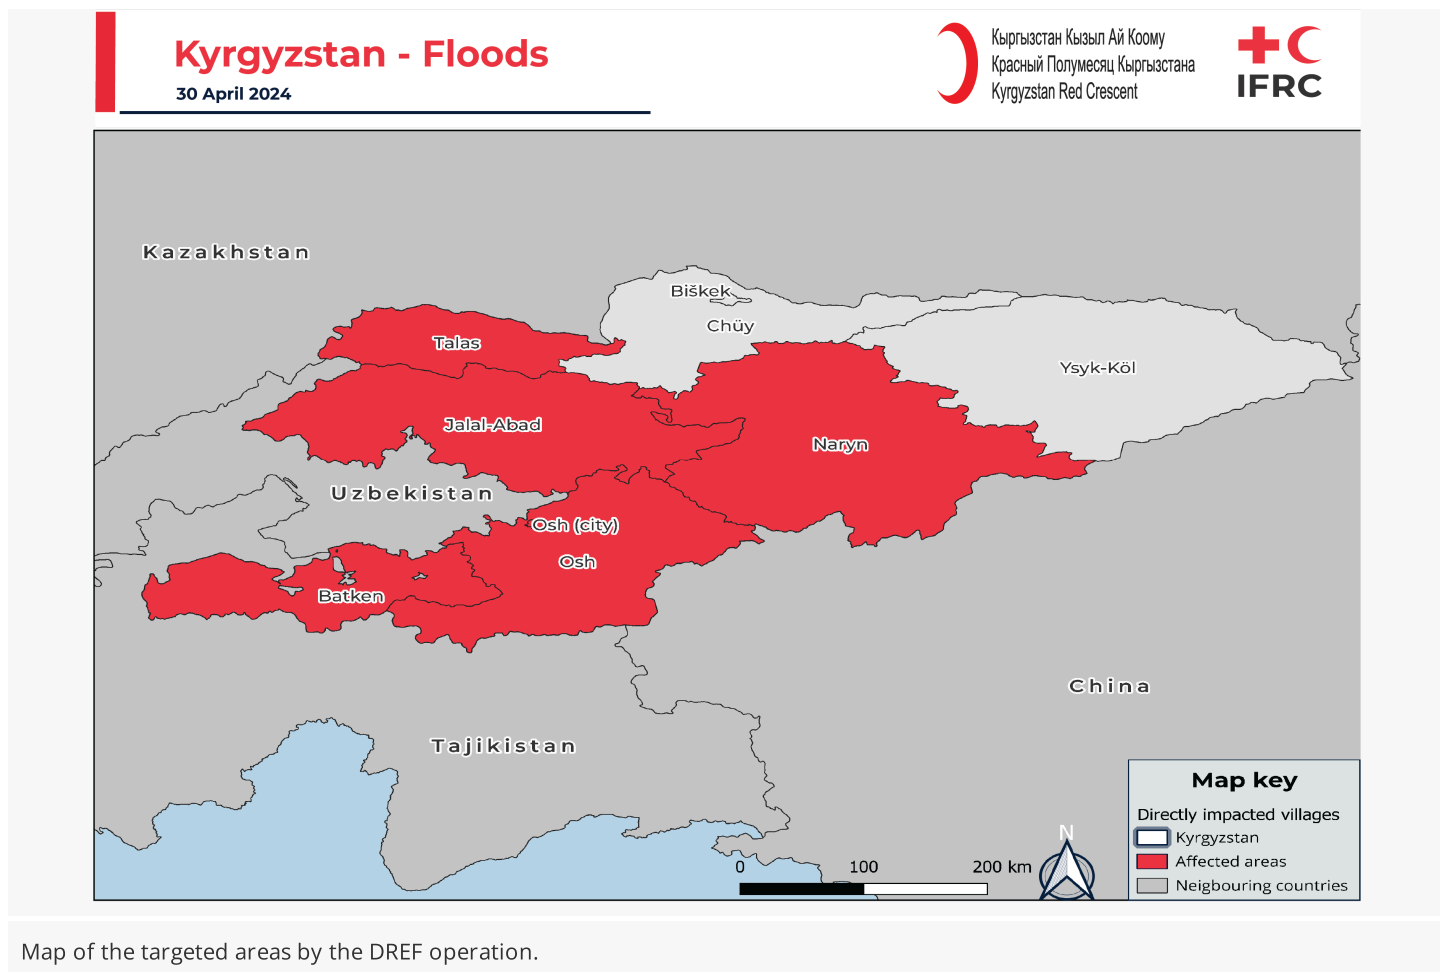 Kyrgyzstan - Floods
30 April 2024
Кыргызстан Кызыл Ай Коому
Красный Полумесяц Кыргызстана
Kyrgyzstan Red Crescent
IFRC
Kazakhstan
Biškek
Chüy
Talas
Ysyk-Köl
Jalal-Abad
Naryn
Uzbekistan
Osh (city)
Osh
Batken
China
Tajikistan
Map key
Directly impacted villages
Kyrgyzstan
Affected areas
Neigbouring countries
N
0 100 200 km
Map of the targeted areas by the DREF operation.